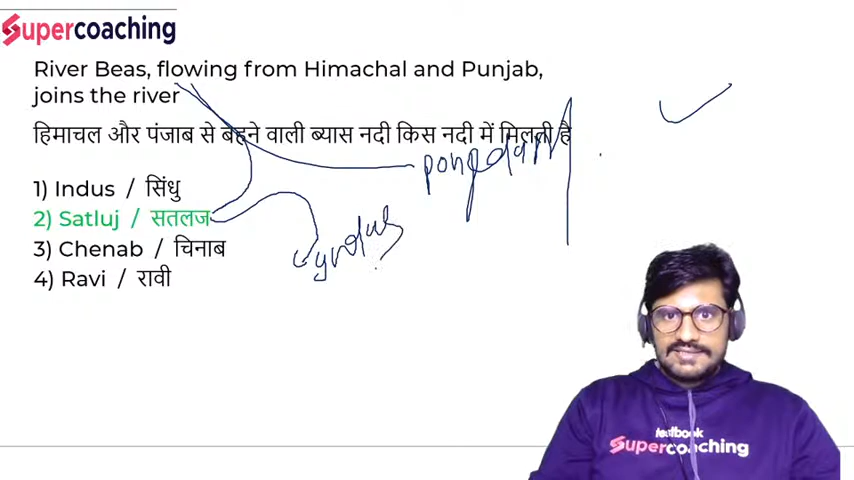 Supercoaching
River Beas, flowing from Himachal and Punjab,
joins the river
हिमाचल और पंजाब से बहने वाली ब्यास नदी किस नदी में मिलती है
pongdam
1) Indus / सिंधु
2) Satluj / सतलज
3) Chenab / चिनाब
4) Ravi / रावी
testbook
Supercoaching